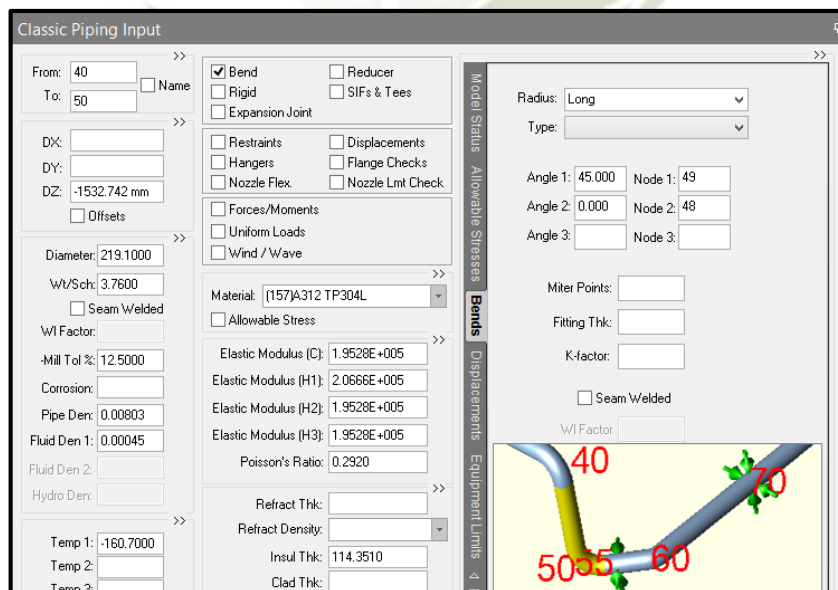 Classic Piping Input
>>
From: 40
To: 50
Name
>>
DX:
DY:
DZ: -1532.742 mm
Offsets
>>
Diameter: 219.1000
Wt/Sch: 3.7600
Seam Welded
WI Factor:
-Mill Tol %: 12.5000
Corrosion:
Pipe Den: 0.00803
Fluid Den 1: 0.00045
Fluid Den 2:
Hydro Den:
>>
Temp 1: -160.7000
Temp 2:
Temp 3:
Bend Reducer
Rigid SIFs & Tees
Expansion Joint
Restraints Displacements
Hangers Flange Checks
Nozzle Flex. Nozzle Lmt Check
Forces/Moments
Uniform Loads
Wind / Wave
>>
Material: (157)A312 TP304L
Allowable Stress
>>
Elastic Modulus (C): 1.9528E+005
Elastic Modulus (H1): 2.0666E+005
Elastic Modulus (H2): 1.9528E+005
Elastic Modulus (H3): 1.9528E+005
Poisson's Ratio: 0.2920
>>
Refract Thk:
Refract Density:
Insul Thk: 114.3510
Clad Thk:
Model Status
Allowable Stresses
Bends
Displacements
Equipment Limits
>>
Radius: Long
Type:
Angle 1: 45.000 Node 1: 49
Angle 2: 0.000 Node 2: 48
Angle 3: Node 3:
Miter Points:
Fitting Thk:
K-factor:
Seam Welded
WI Factor
40
70
50 55 60